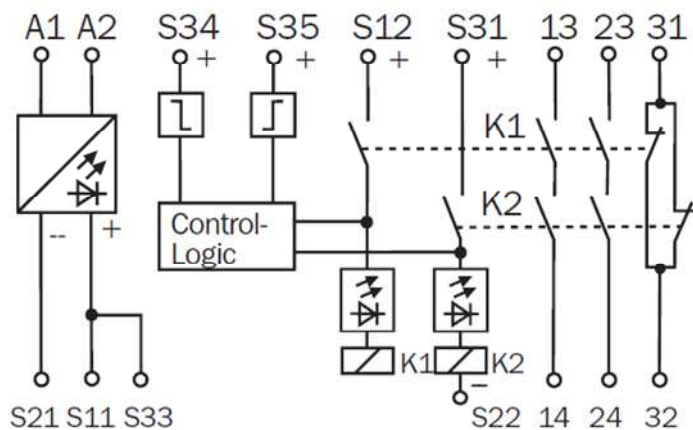 A1 A2 S34 S35 S12 S31 13 23 31
+ + + +
K1
K2
Control-
Logic
-- +
K1 K2
–
S21 S11 S33 S22 14 24 32